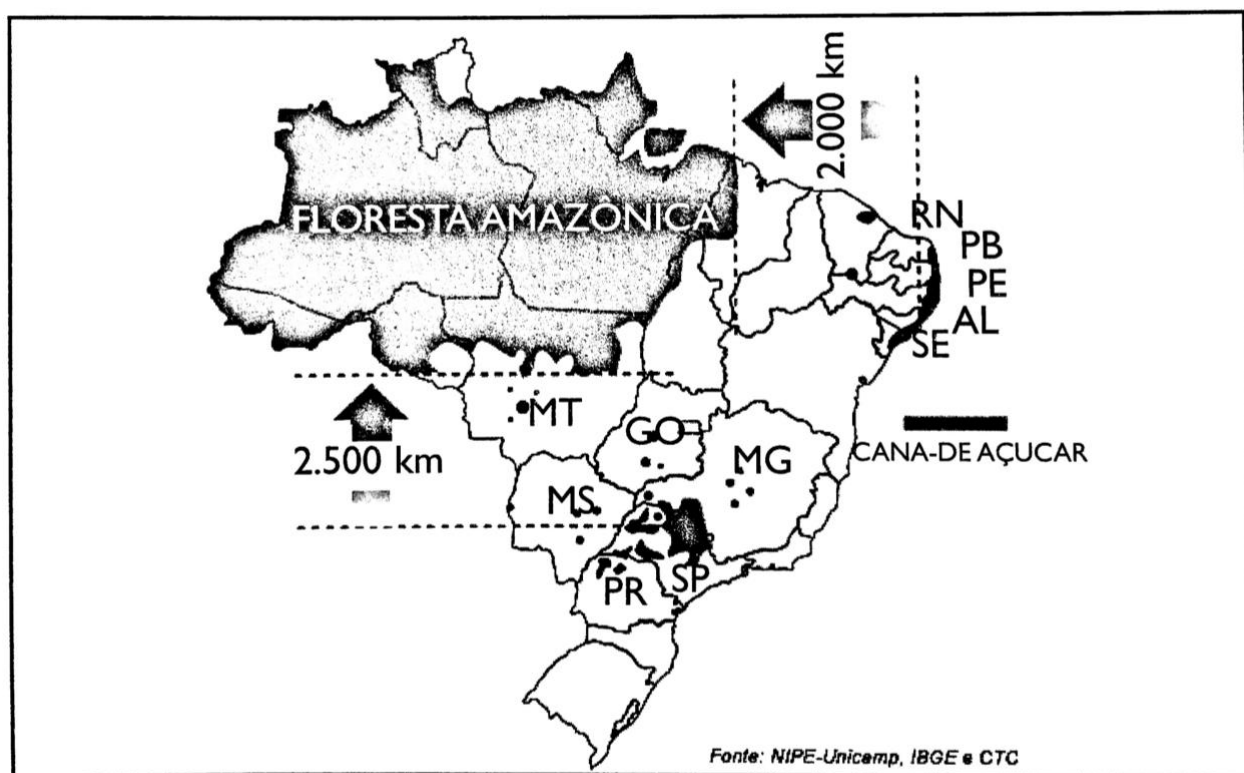 2.000 km
FLORESTA AMAZÔNICA
RN
PB
PE
AL
SE
MT
GO
MG
CANA-DE AÇUCAR
2.500 km
MS
SP
PR
Fonte: NIPE-Unicamp, IBGE e CTC